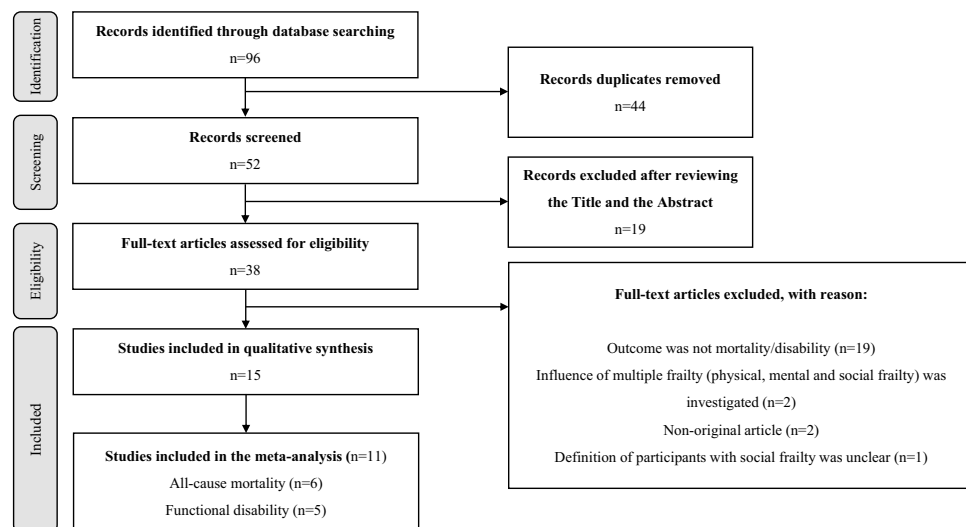 Identification
Records identified through database searching
n=96
Records duplicates removed
n=44
Screening
Records screened
n=52
Records excluded after reviewing
the Title and the Abstract
n=19
Eligibility
Full-text articles assessed for eligibility
n=38
Full-text articles excluded, with reason:
Outcome was not mortality/disability (n=19)
Influence of multiple frailty (physical, mental and social frailty) was
investigated (n=2)
Non-original article (n=2)
Definition of participants with social frailty was unclear (n=1)
Included
Studies included in qualitative synthesis
n=15
Studies included in the meta-analysis (n=11)
All-cause mortality (n=6)
Functional disability (n=5)